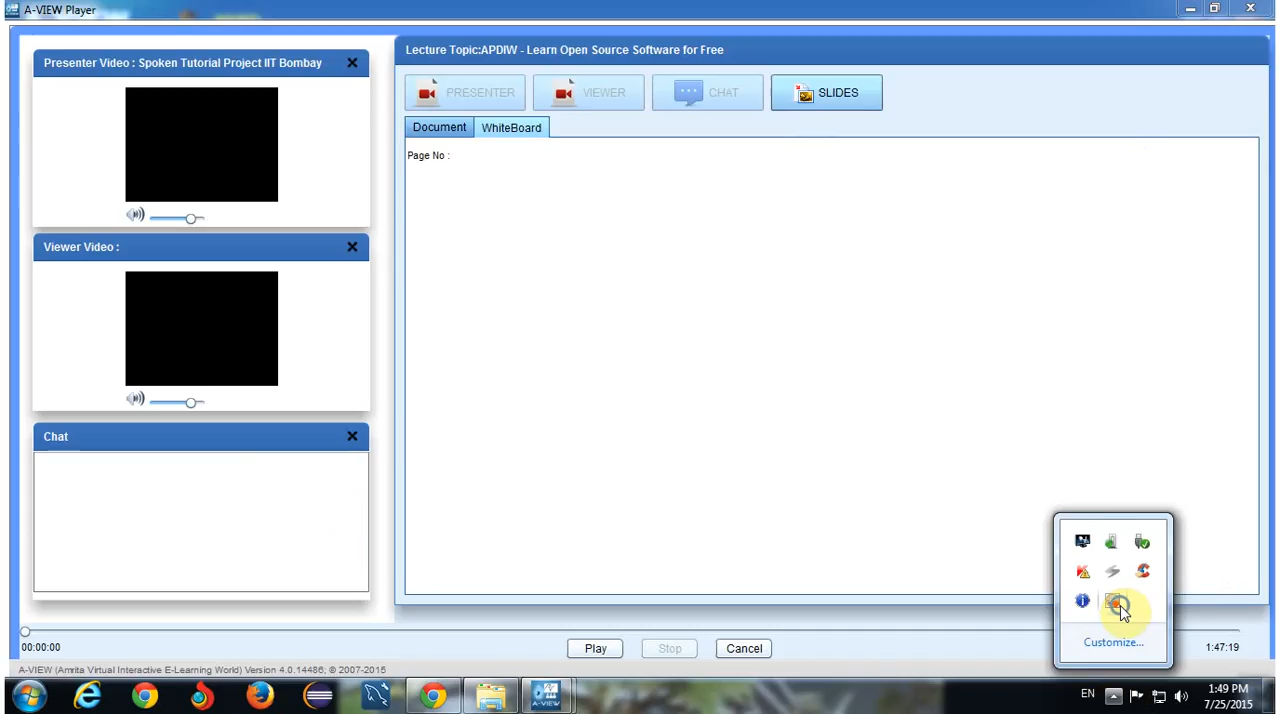 A-VIEW Player
Presenter Video : Spoken Tutorial Project IIT Bombay
Lecture Topic:APDIW - Learn Open Source Software for Free
PRESENTER
VIEWER
CHAT
SLIDES
Document
WhiteBoard
Page No :
Viewer Video :
Chat
Customize...
00:00:00
Play
Stop
Cancel
1:47:19
A-VIEW (Amrita Virtual Interactive E-Learning World) Version 4.0.14486; © 2007-2015
A-VIEW
EN
1:49 PM
7/25/2015